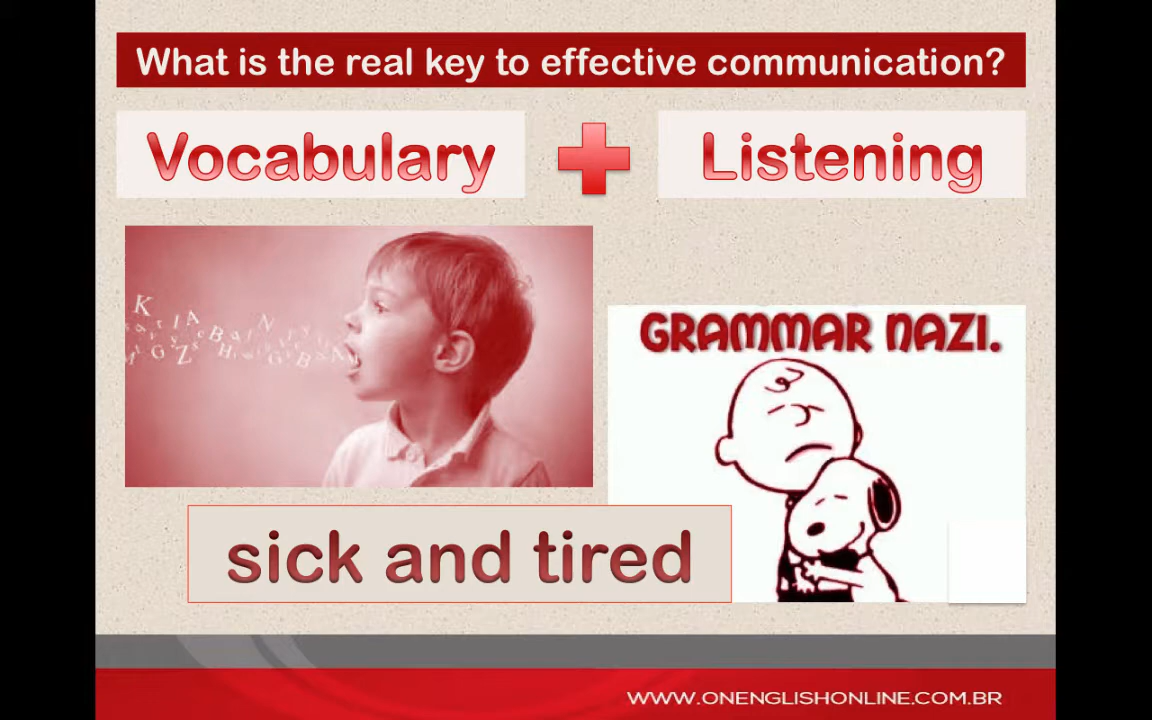 What is the real key to effective communication?
Vocabulary + Listening
GRAMMAR NAZI.
sick and tired
WWW.ONENGLISHONLINE.COM.BR